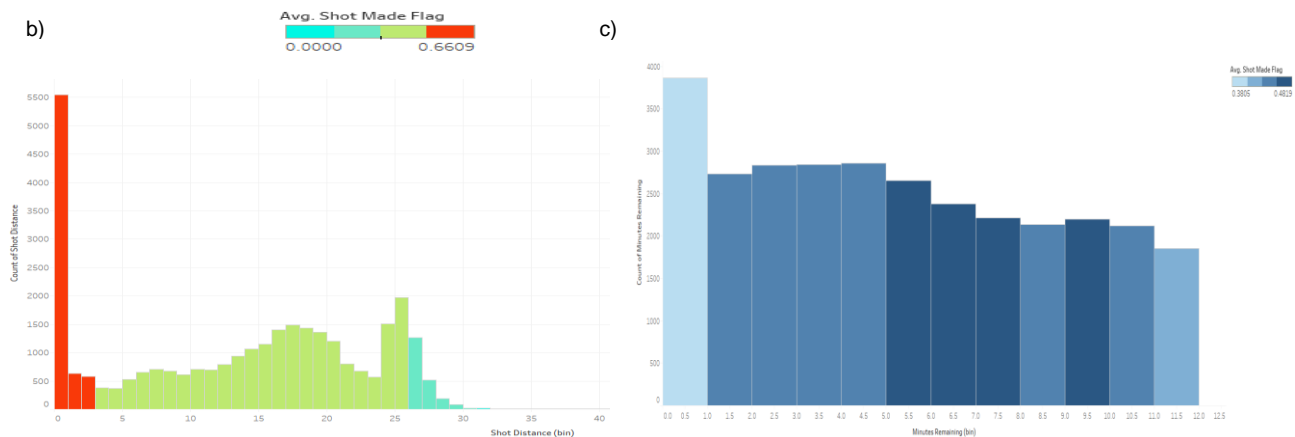 b)
Avg. Shot Made Flag
0.0000 0.6609
5500
5000
4500
4000
3500
3000
2500
2000
1500
1000
500
0
Count of Shot Distance
0 5 10 15 20 25 30 35 40
Shot Distance (bin)
c)
Avg. Shot Made Flag
0.3805 0.4819
4000
3500
3000
2500
2000
1500
1000
500
0
Count of Minutes Remaining
0.0 0.5 1.0 1.5 2.0 2.5 3.0 3.5 4.0 4.5 5.0 5.5 6.0 6.5 7.0 7.5 8.0 8.5 9.0 9.5 10.0 10.5 11.0 11.5 12.0 12.5
Minutes Remaining (bin)